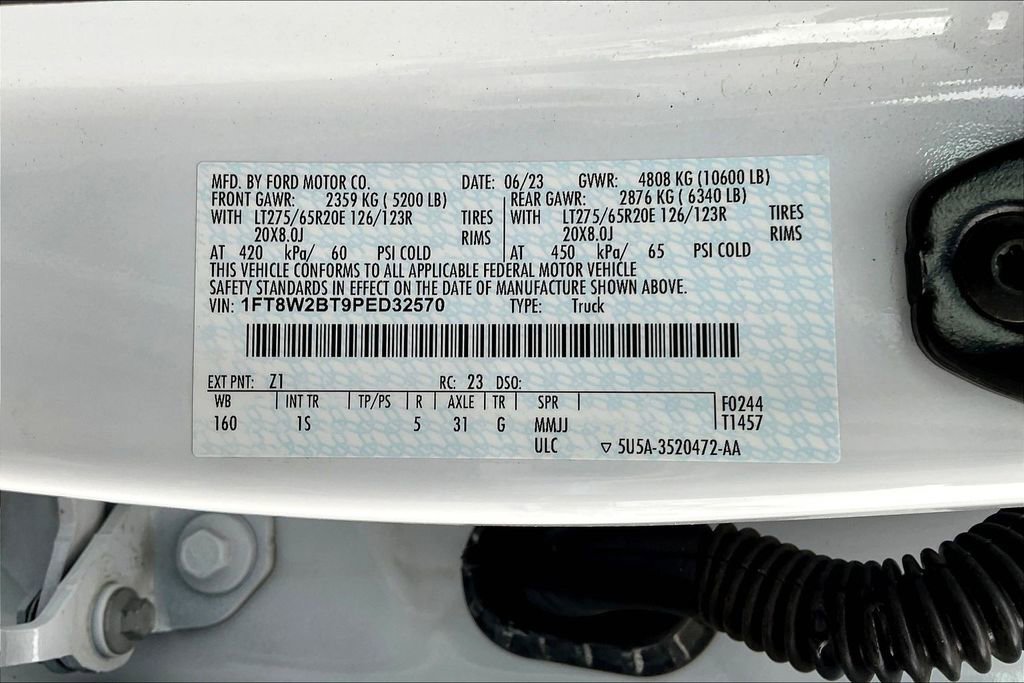 MFD. BY FORD MOTOR CO. DATE: 06/23 GVWR: 4808 KG (10600 LB)
FRONT GAWR: 2359 KG ( 5200 LB) REAR GAWR: 2876 KG ( 6340 LB)
WITH LT275/65R20E 126/123R TIRES WITH LT275/65R20E 126/123R TIRES
20X8.0J RIMS 20X8.0J RIMS
AT 420 kPa/ 60 PSI COLD AT 450 kPa/ 65 PSI COLD
THIS VEHICLE CONFORMS TO ALL APPLICABLE FEDERAL MOTOR VEHICLE
SAFETY STANDARDS IN EFFECT ON THE DATE OF MANUFACTURE SHOWN ABOVE.
VIN: 1FT8W2BT9PED32570 TYPE: Truck
EXT PNT: Z1 RC: 23 DSO:
WB INT TR TP/PS R AXLE TR SPR F0244
160 1S 5 31 G MMJJ T1457
ULC ▽ 5U5A-3520472-AA